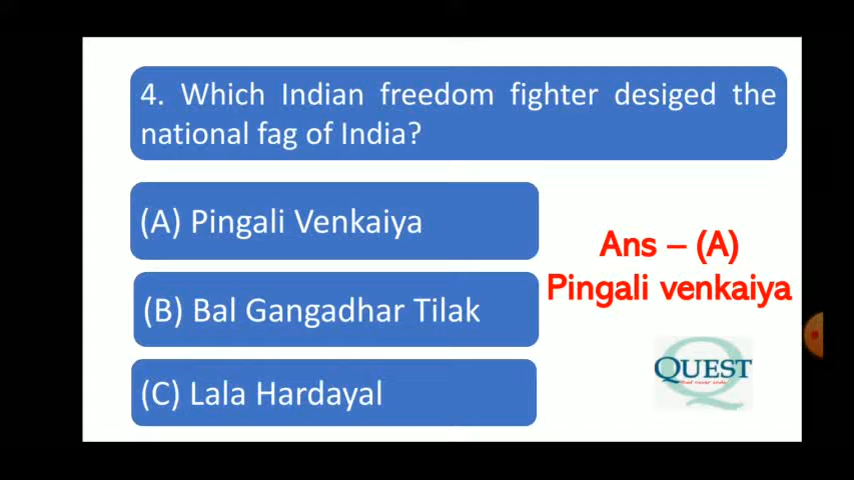 4. Which Indian freedom fighter desiged the
national fag of India?
(A) Pingali Venkaiya
Ans – (A)
Pingali venkaiya
(B) Bal Gangadhar Tilak
(C) Lala Hardayal
QUEST